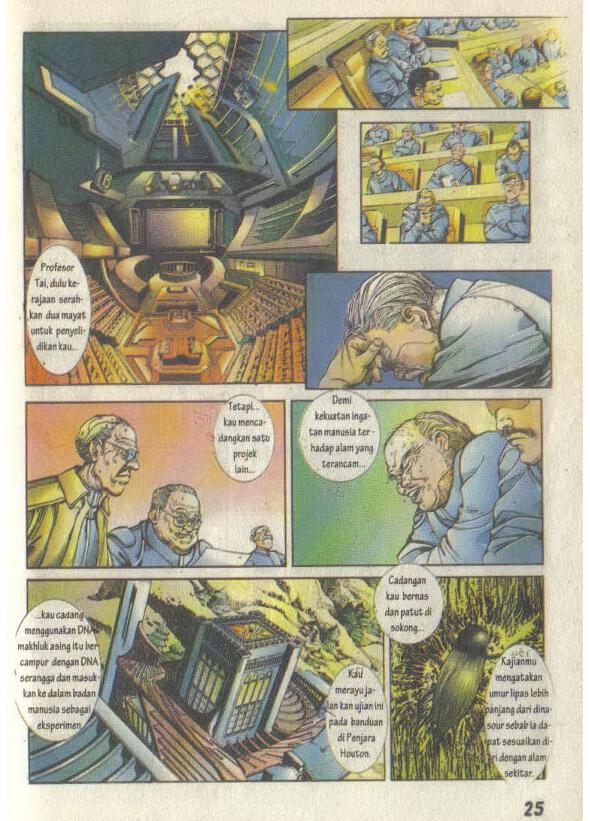 Profesor
Tai, dulu ke-
rajaan serah-
kan dua mayat
untuk penyeli-
dikan kau...
Tetapi...
kau menca-
dangkan satu
projek
lain...
Demi
kekuatan inga-
tan manusia ter-
hadap alam yang
terancam...
...kau cadang
menggunakan DNA
makhluk asing itu ber
campur dengan DNA
serangga dan masuk-
kan ke dalam badan
manusia sebagai
eksperimen.
Kau
merayu ja-
lan kan ujian ini
pada banduan
di Penjara
Houton.
Cadangan
kau bernas
dan patut di
sokong...
Kajianmu
mengatakan
umur lipas lebih
panjang dari dina-
sour sebab ia da-
pat sesuaikan di-
ri dengan alam
sekitar.
25